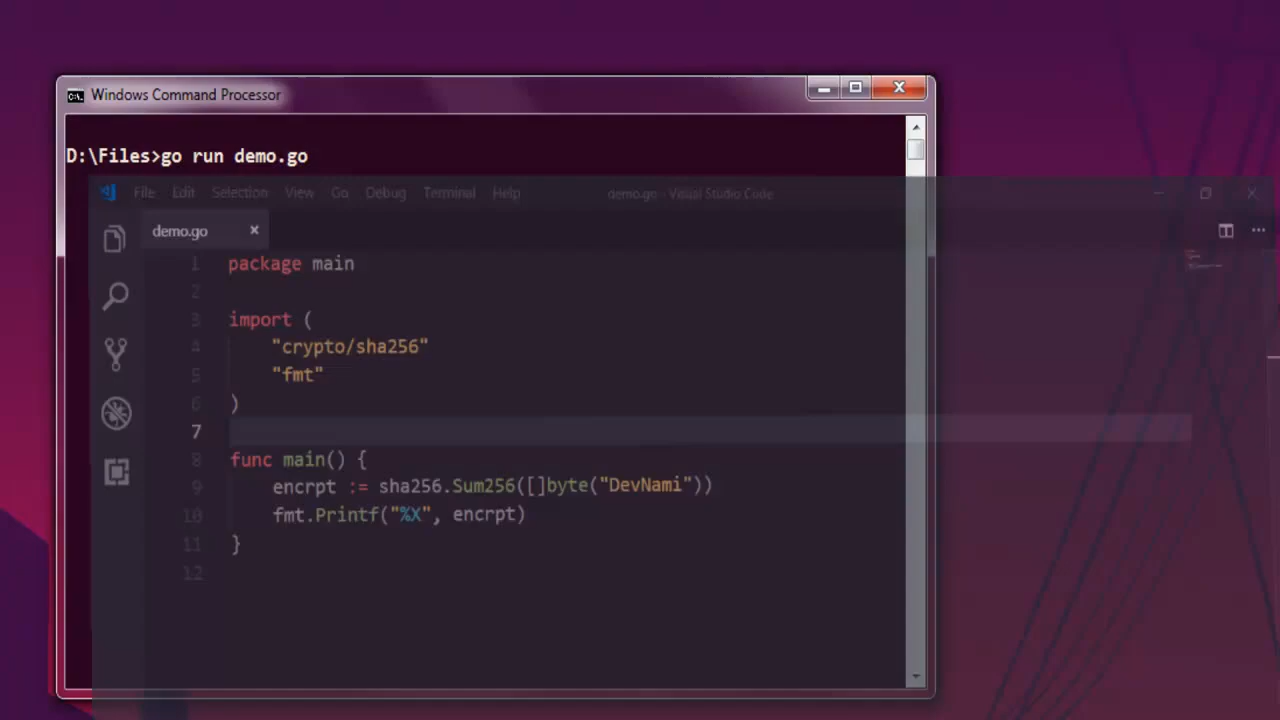 Windows Command Processor
D:\Files>go run demo.go
File Edit Selection View Go Debug Terminal Help demo.go - Visual Studio Code
demo.go
1 package main
2
3 import (
4 "crypto/sha256"
5 "fmt"
6 )
7
8 func main() {
9 encrpt := sha256.Sum256([]byte("DevNami"))
10 fmt.Printf("%X", encrpt)
11 }
12